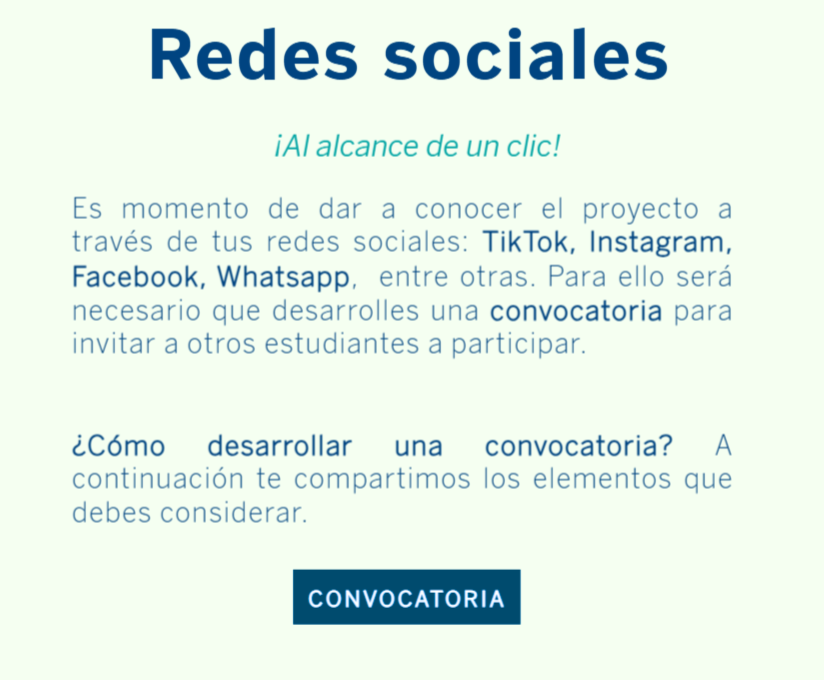 Redes sociales
¡Al alcance de un clic!
Es momento de dar a conocer el proyecto a
través de tus redes sociales: TikTok, Instagram,
Facebook, Whatsapp, entre otras. Para ello será
necesario que desarrolles una convocatoria para
invitar a otros estudiantes a participar.
¿Cómo desarrollar una convocatoria? A
continuación te compartimos los elementos que
debes considerar.
CONVOCATORIA